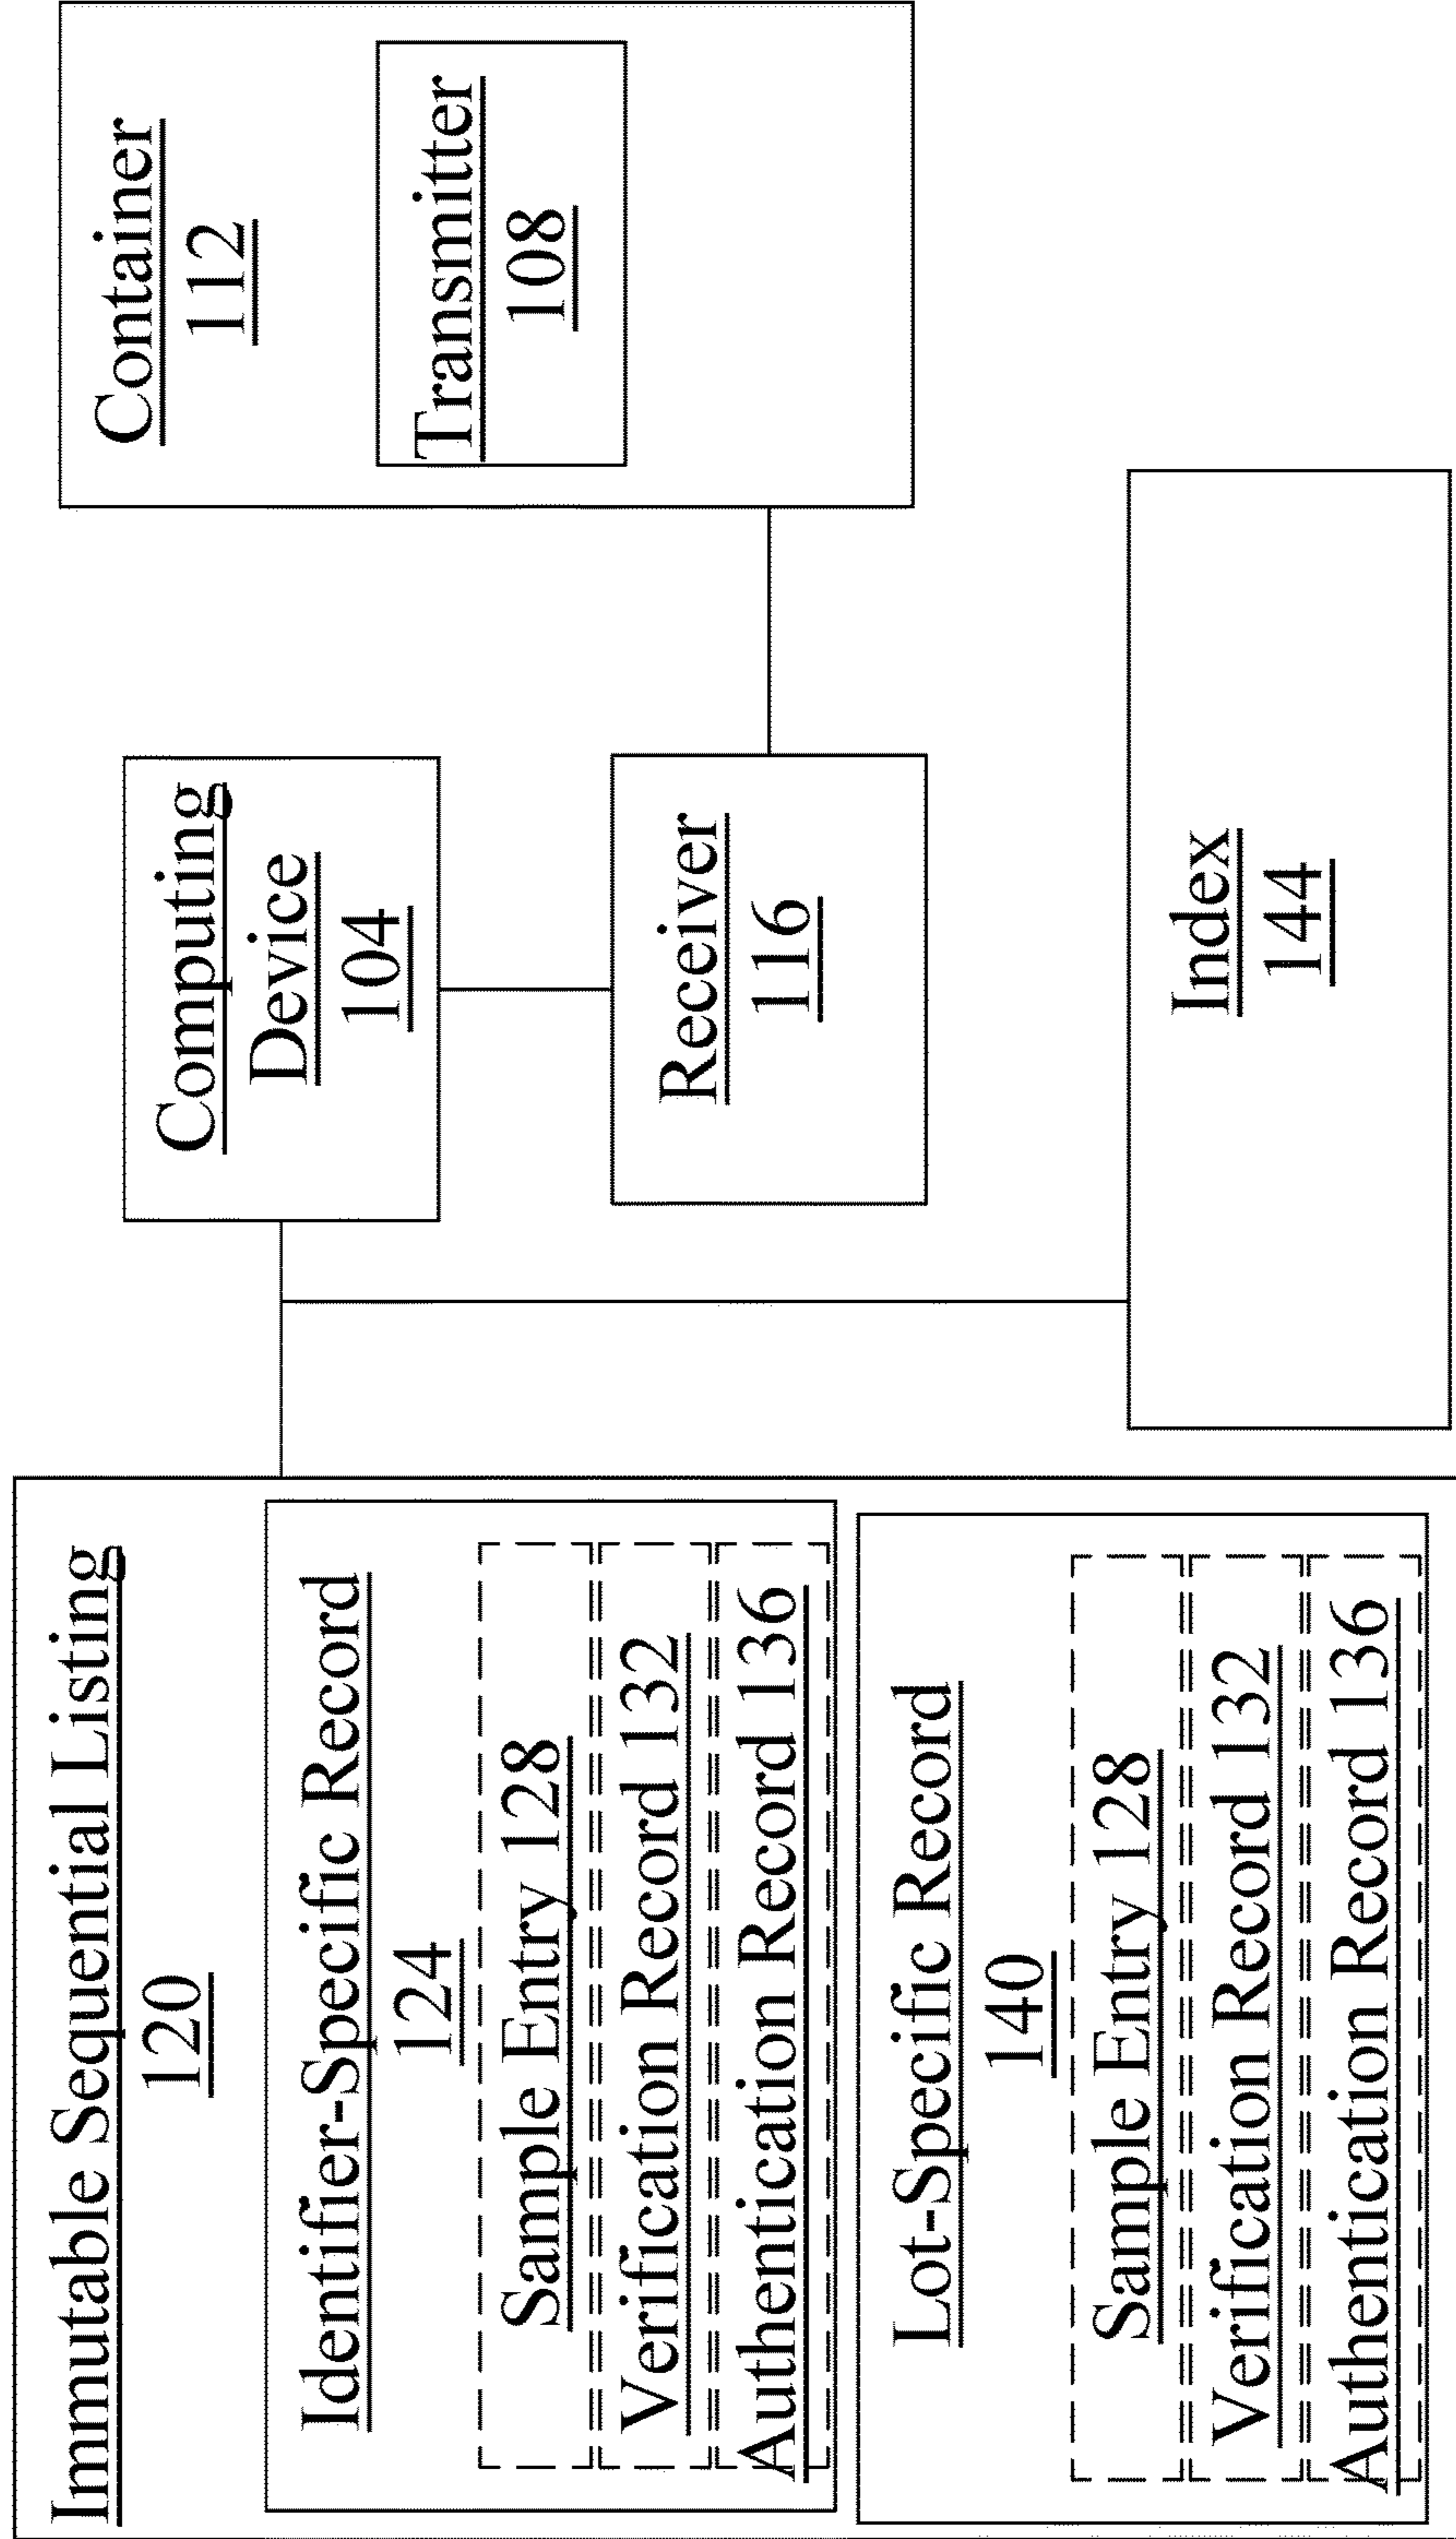 Immutable Sequential Listing
120
Identifier-Specific Record
124
Sample Entry 128
Verification Record 132
Authentication Record 136
Lot-Specific Record
140
Sample Entry 128
Verification Record 132
Authentication Record 136
Computing
Device
104
Receiver
116
Index
144
Container
112
Transmitter
108